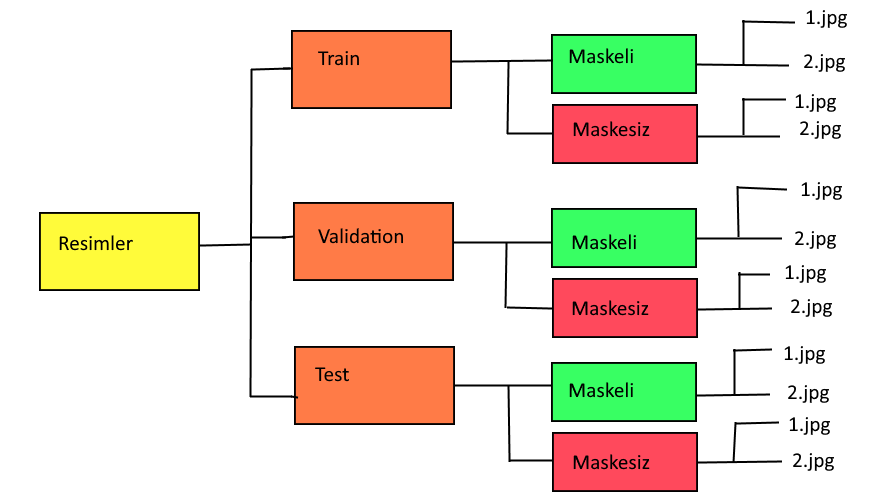 Resimler
Train
Maskeli
1.jpg
2.jpg
Maskesiz
1.jpg
2.jpg
Validation
Maskeli
1.jpg
2.jpg
Maskesiz
1.jpg
2.jpg
Test
Maskeli
1.jpg
2.jpg
Maskesiz
1.jpg
2.jpg